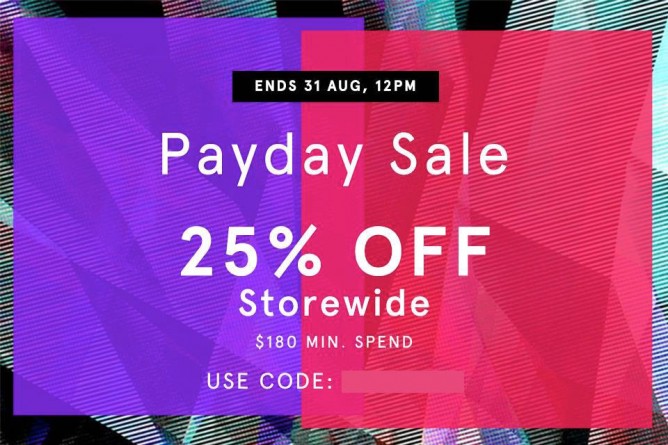 ENDS 31 AUG, 12PM
Payday Sale
25% OFF
Storewide
$180 MIN. SPEND
USE CODE: